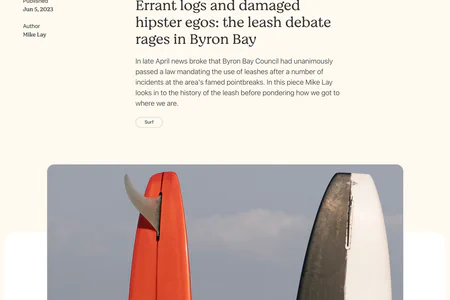 Published
Jun 5, 2023
Author
Mike Lay
Errant logs and damaged
hipster egos: the leash debate
rages in Byron Bay
In late April news broke that Byron Bay Council had unanimously
passed a law mandating the use of leashes after a number of
incidents at the area's famed pointbreaks. In this piece Mike Lay
looks in to the history of the leash before pondering how we got to
where we are.
Surf